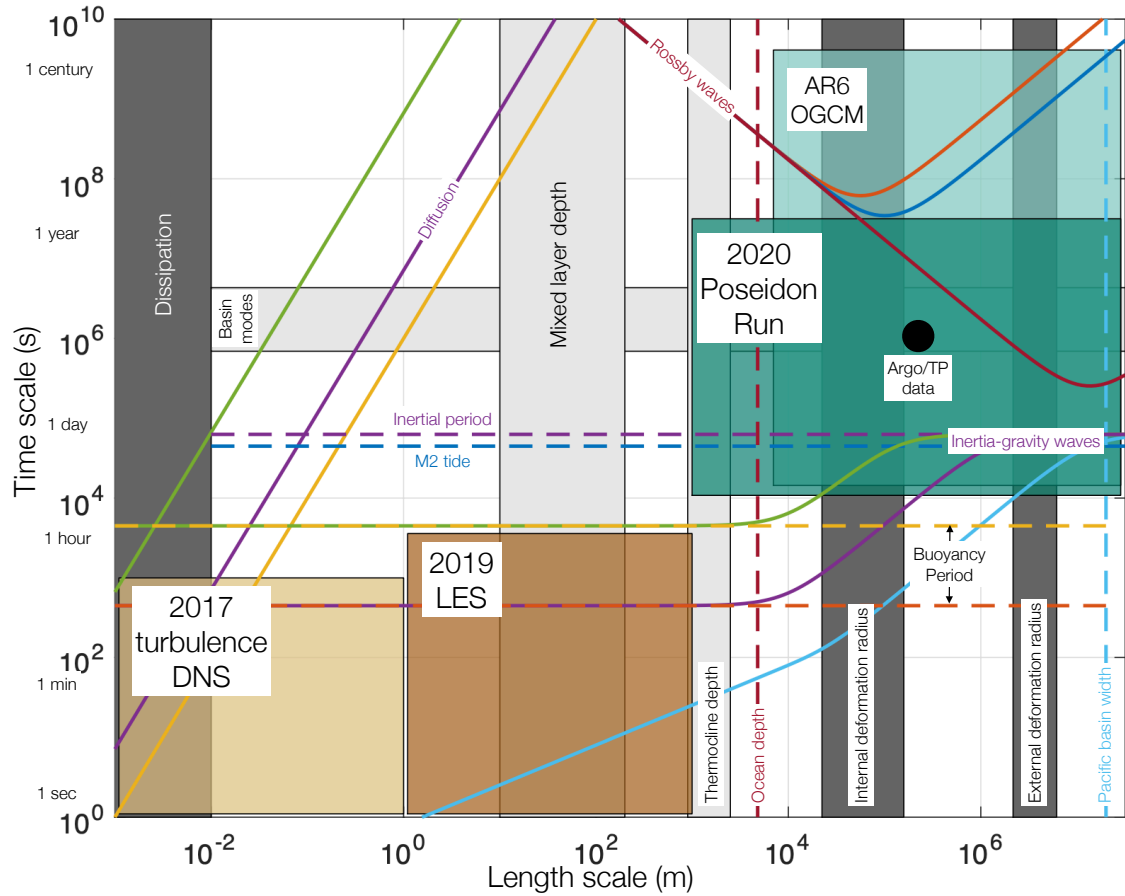 10^10
1 century
10^8
1 year
10^6
1 day
10^4
1 hour
10^2
1 min
1 sec
10^0
Time scale (s)
Dissipation
Basin
modes
Diffusion
Mixed layer depth
Rossby waves
AR6
OGCM
2020
Poseidon
Run
Argo/TP
data
Inertial period
M2 tide
Inertia-gravity waves
Buoyancy
Period
2017
turbulence
DNS
2019
LES
Thermocline depth
Ocean depth
Internal deformation radius
External deformation radius
Pacific basin width
10^-2
10^0
10^2
10^4
10^6
Length scale (m)